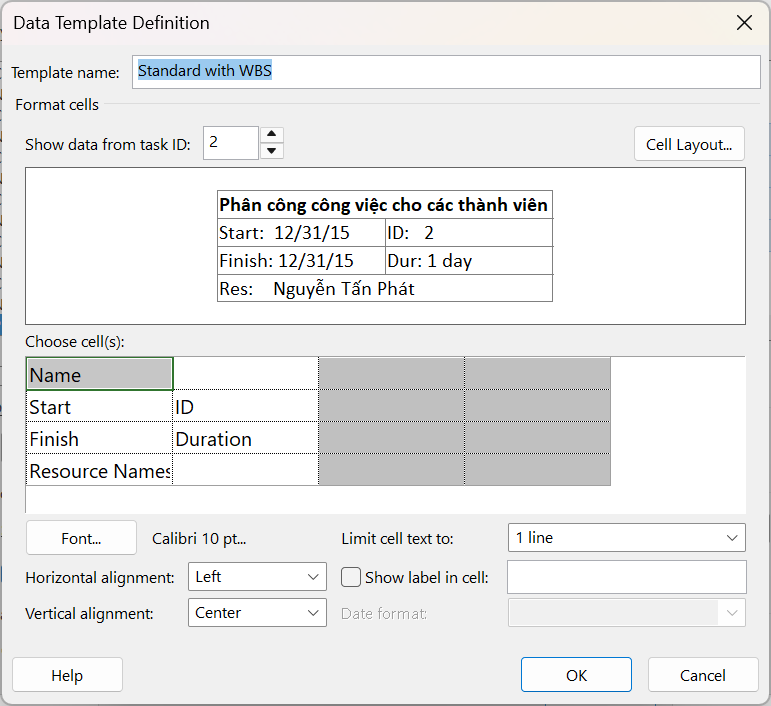 Data Template Definition
Template name: Standard with WBS
Format cells
Show data from task ID: 2 Cell Layout...
Phân công công việc cho các thành viên
Start: 12/31/15 ID: 2
Finish: 12/31/15 Dur: 1 day
Res: Nguyễn Tấn Phát
Choose cell(s):
Name
Start ID
Finish Duration
Resource Names
Font... Calibri 10 pt... Limit cell text to: 1 line
Horizontal alignment: Left Show label in cell:
Vertical alignment: Center Date format:
Help OK Cancel